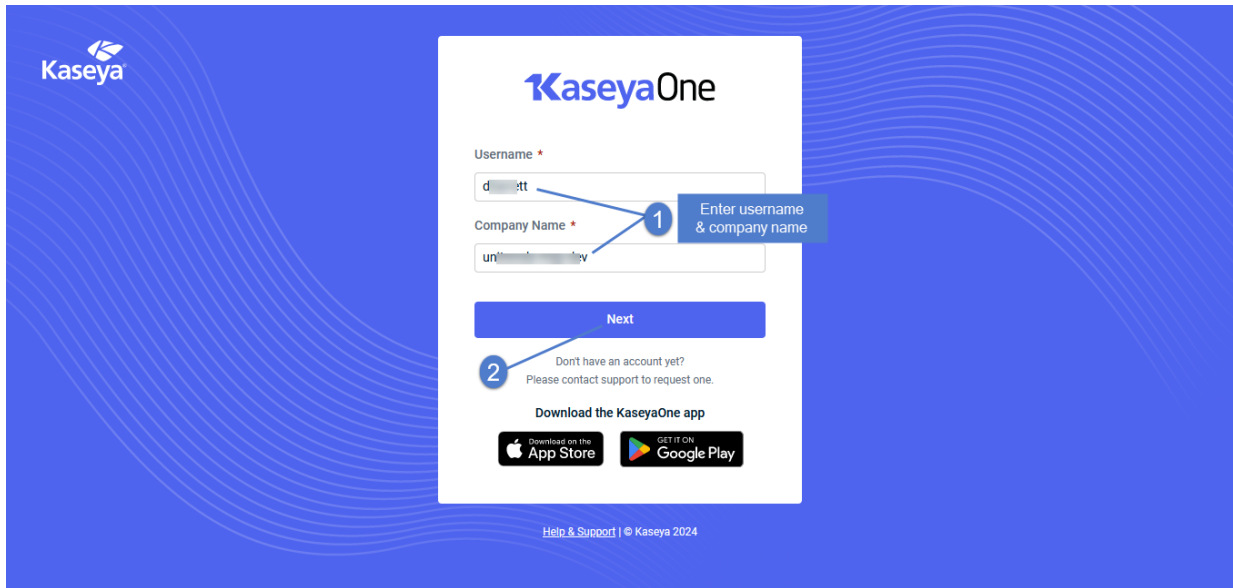 Kaseya
KaseyaOne
Username *
Company Name *
1
Enter username
& company name
Next
2
Don't have an account yet?
Please contact support to request one.
Download the KaseyaOne app
Download on the
App Store
GET IT ON
Google Play
Help & Support | © Kaseya 2024